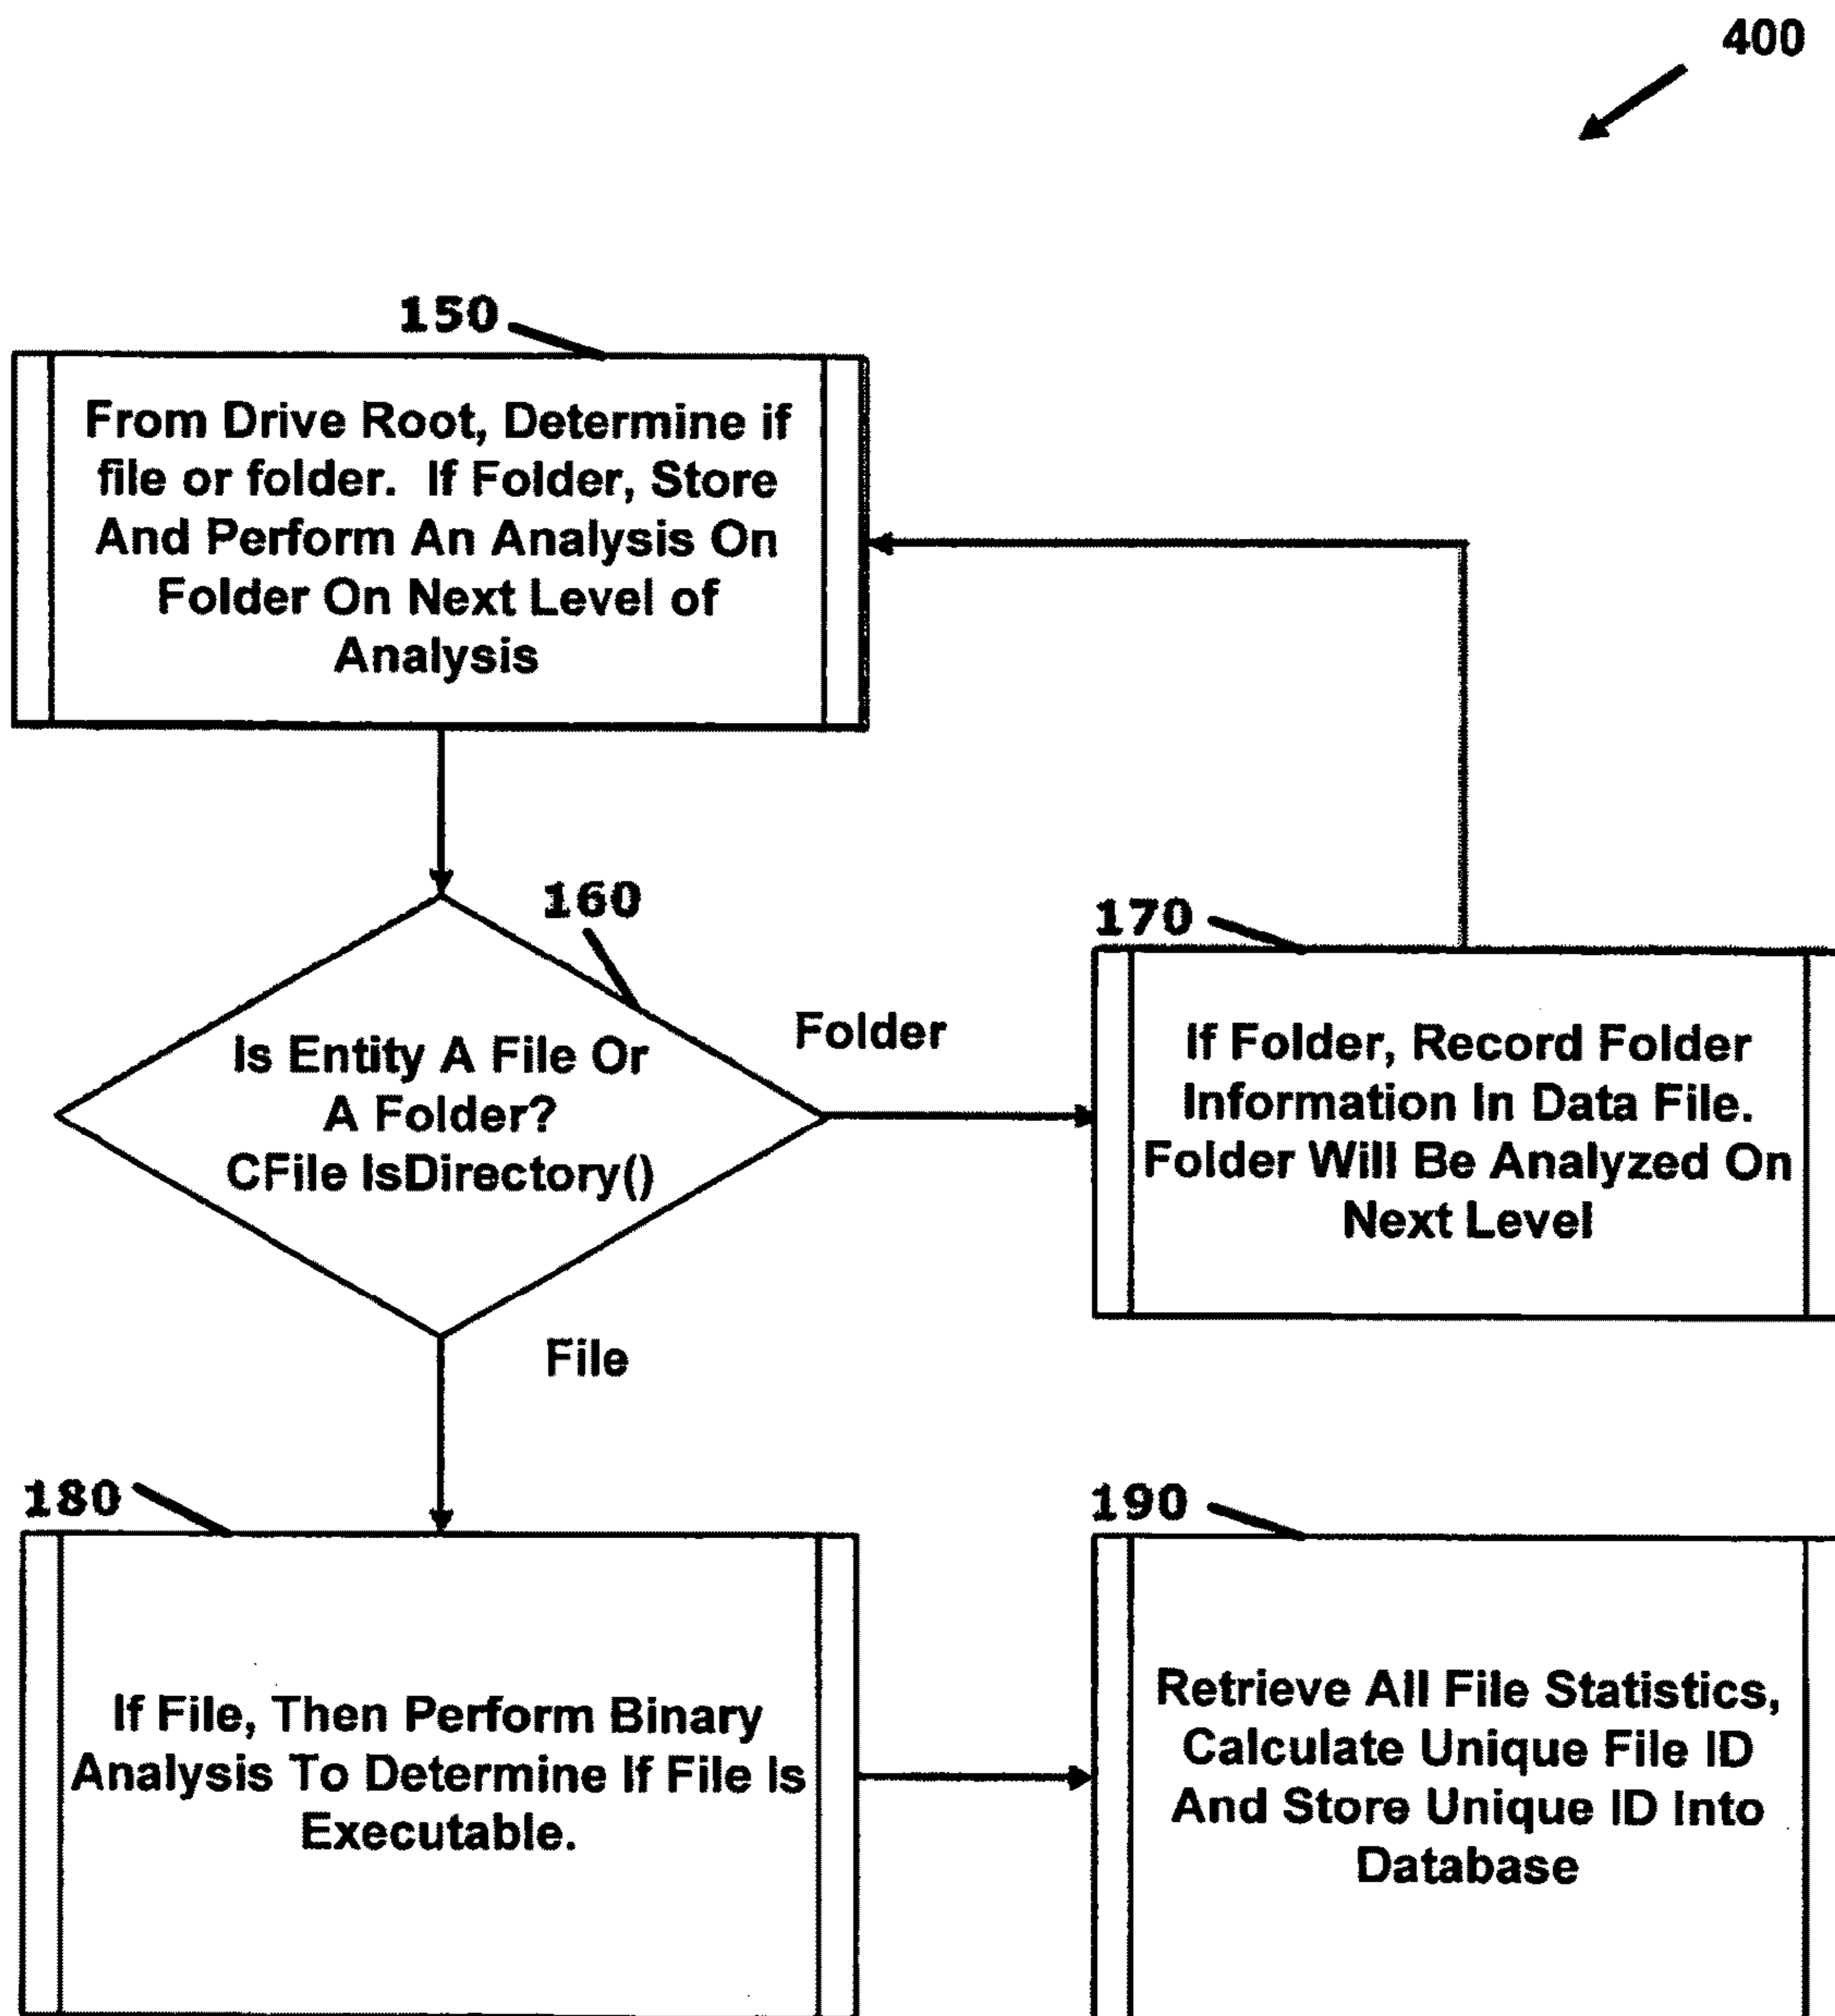 400
150
From Drive Root, Determine if
file or folder. If Folder, Store
And Perform An Analysis On
Folder On Next Level of
Analysis
160
Is Entity A File Or
A Folder?
CFile IsDirectory()
Folder
170
If Folder, Record Folder
Information In Data File.
Folder Will Be Analyzed On
Next Level
File
180
If File, Then Perform Binary
Analysis To Determine If File Is
Executable.
190
Retrieve All File Statistics,
Calculate Unique File ID
And Store Unique ID Into
Database